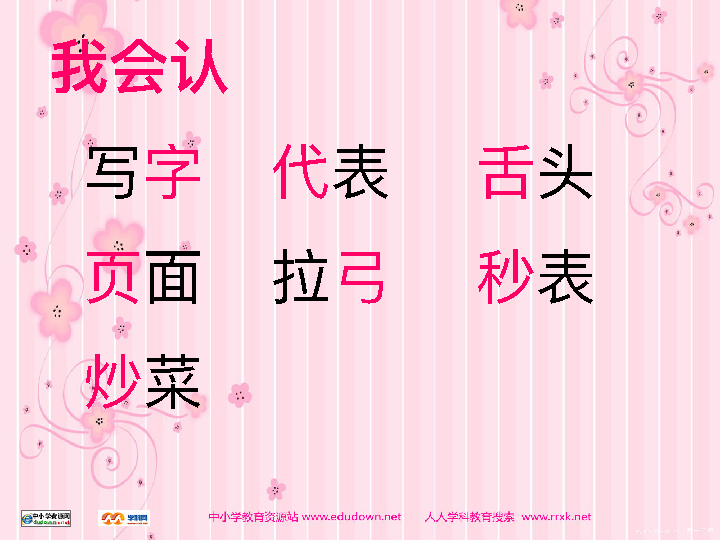 我会认
写字 代表 舌头
页面 拉弓 秒表
炒菜
中小学教育资源站 www.edudown.net 人人学科教育搜索 www.rrxk.net